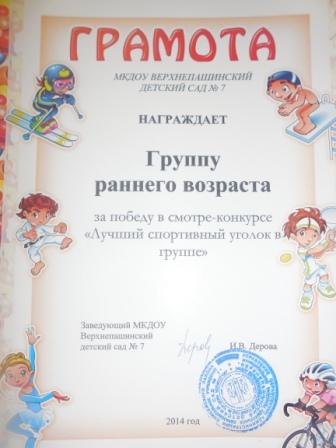 ГРАМОТА
МКДОУ ВЕРХНЕПАШИНСКИЙ
ДЕТСКИЙ САД № 7
НАГРАЖДАЕТ
Группу
раннего возраста
за победу в смотре-конкурсе
«Лучший спортивный уголок в
группе»
Заведующий МКДОУ
Верхнепашинский
детский сад № 7 И.В. Дерова
2014 год